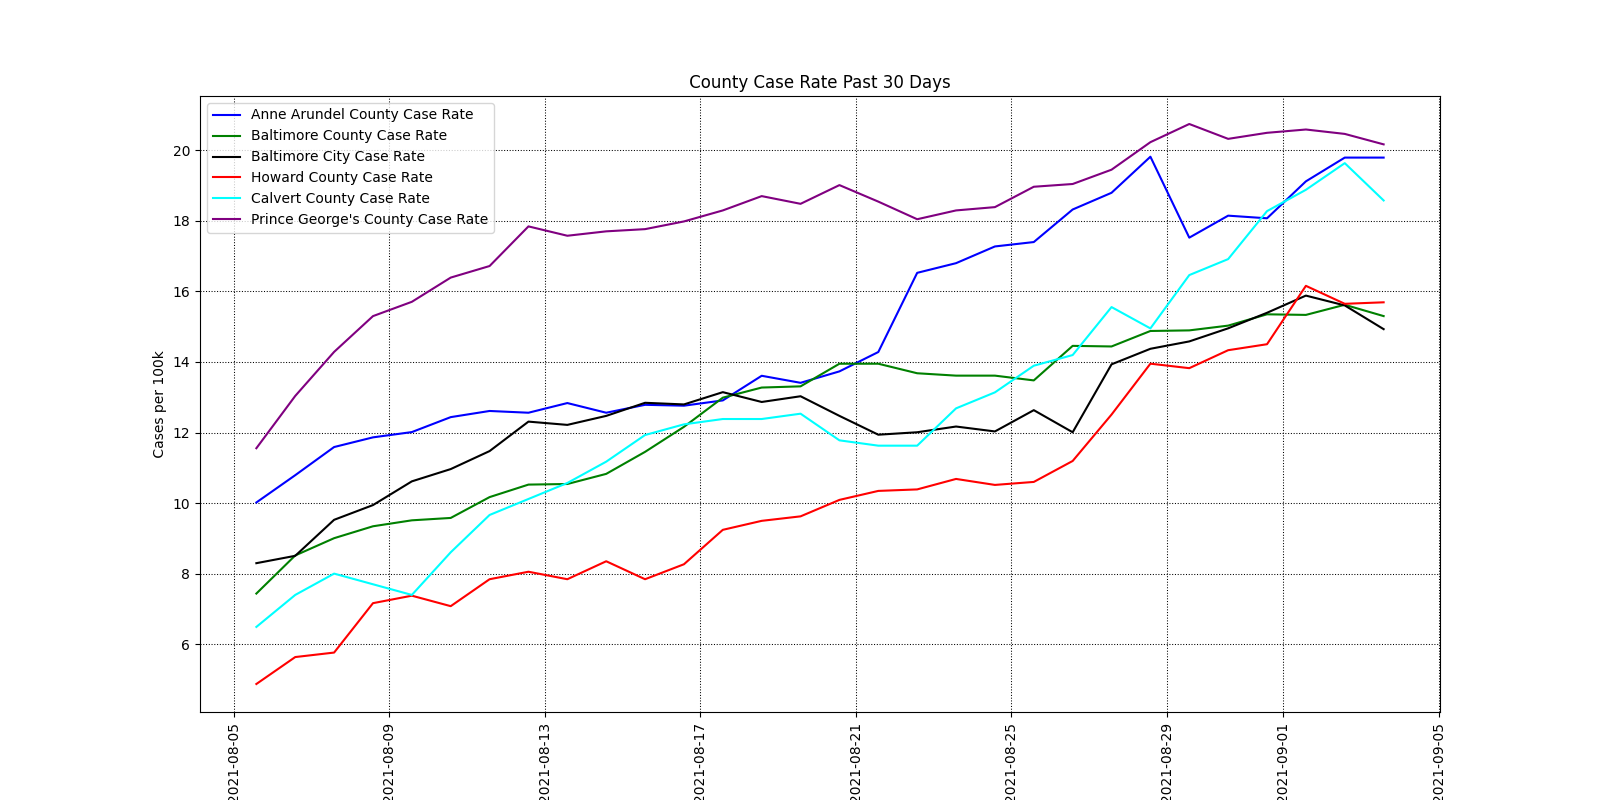 County Case Rate Past 30 Days
Anne Arundel County Case Rate
Baltimore County Case Rate
Baltimore City Case Rate
Howard County Case Rate
Calvert County Case Rate
Prince George's County Case Rate
Cases per 100k
20
18
16
14
12
10
8
6
2021-08-05
2021-08-09
2021-08-13
2021-08-17
2021-08-21
2021-08-25
2021-08-29
2021-09-01
2021-09-05